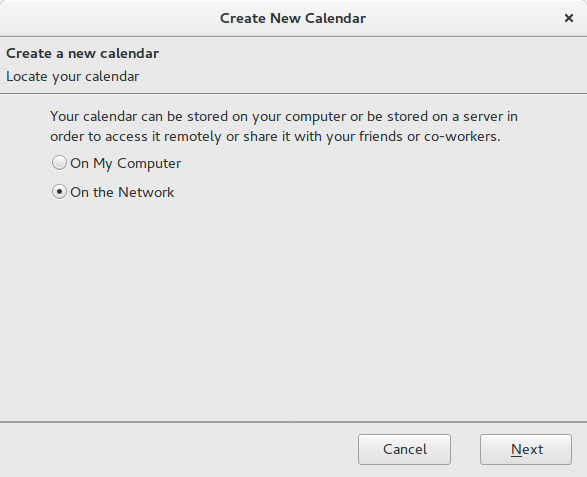 Create New Calendar
Create a new calendar
Locate your calendar
Your calendar can be stored on your computer or be stored on a server in
order to access it remotely or share it with your friends or co-workers.
On My Computer
On the Network
Cancel
Next